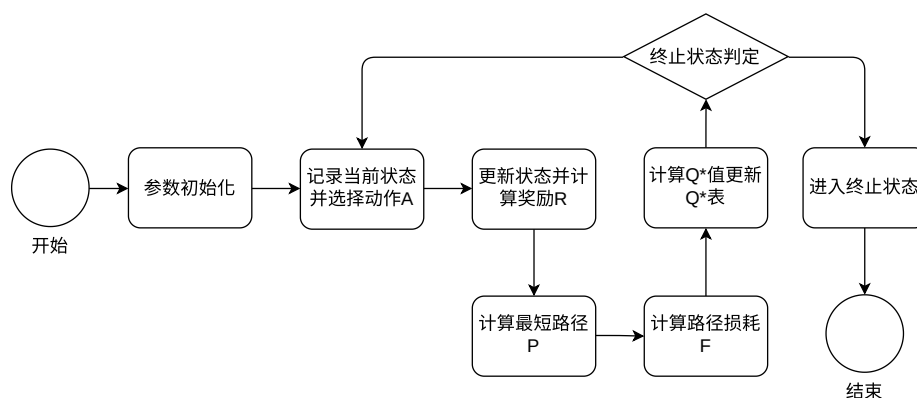 终止状态判定
参数初始化
记录当前状态
并选择动作A
更新状态并计
算奖励R
计算Q*值更新
Q*表
进入终止状态
开始
计算最短路径
P
计算路径损耗
F
结束